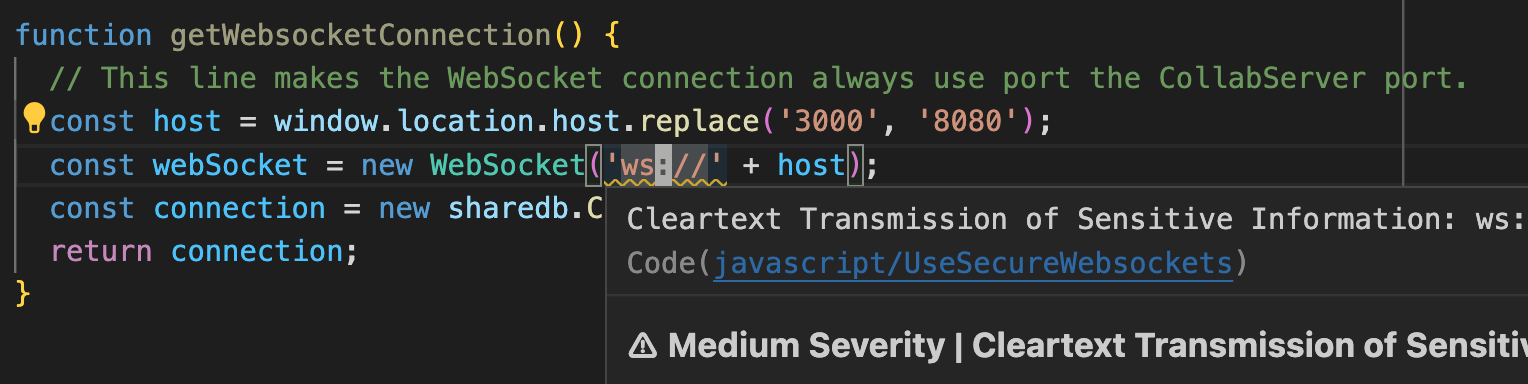 function getWebsocketConnection() {
// This line makes the WebSocket connection always use port the CollabServer port.
const host = window.location.host.replace('3000', '8080');
const webSocket = new WebSocket('ws://' + host);
const connection = new sharedb.C
return connection;
}
Cleartext Transmission of Sensitive Information: ws:
Code(javascript/UseSecureWebsockets)
Medium Severity | Cleartext Transmission of Sensitiv